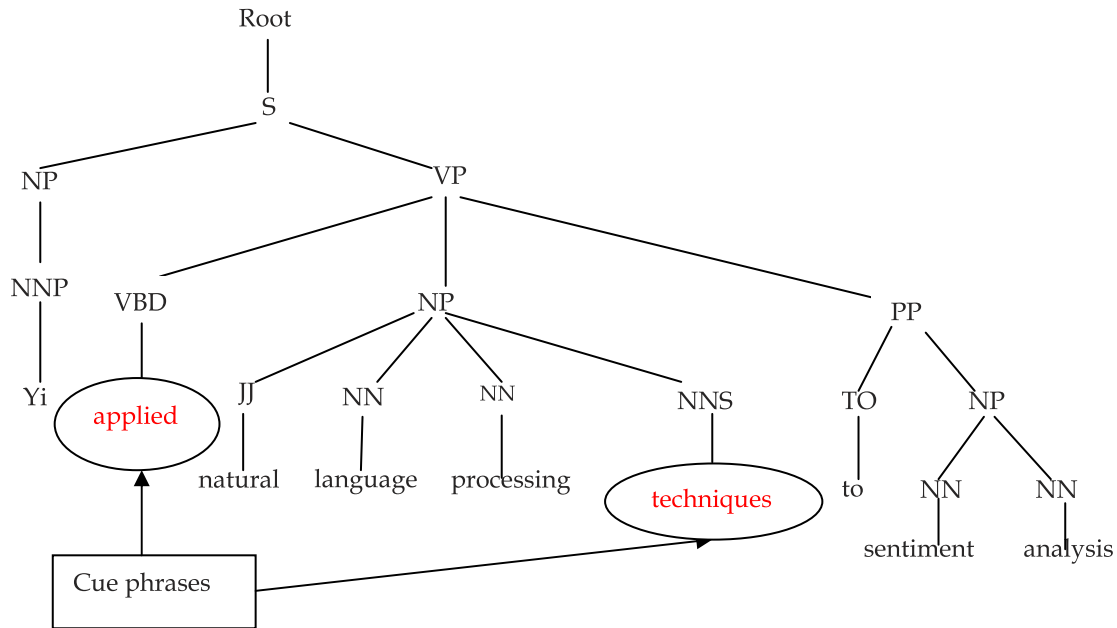 Root
S
NP VP
NNP VBD NP PP
Yi applied JJ NN NN NNS TO NP
natural language processing techniques to NN NN
sentiment analysis
Cue phrases